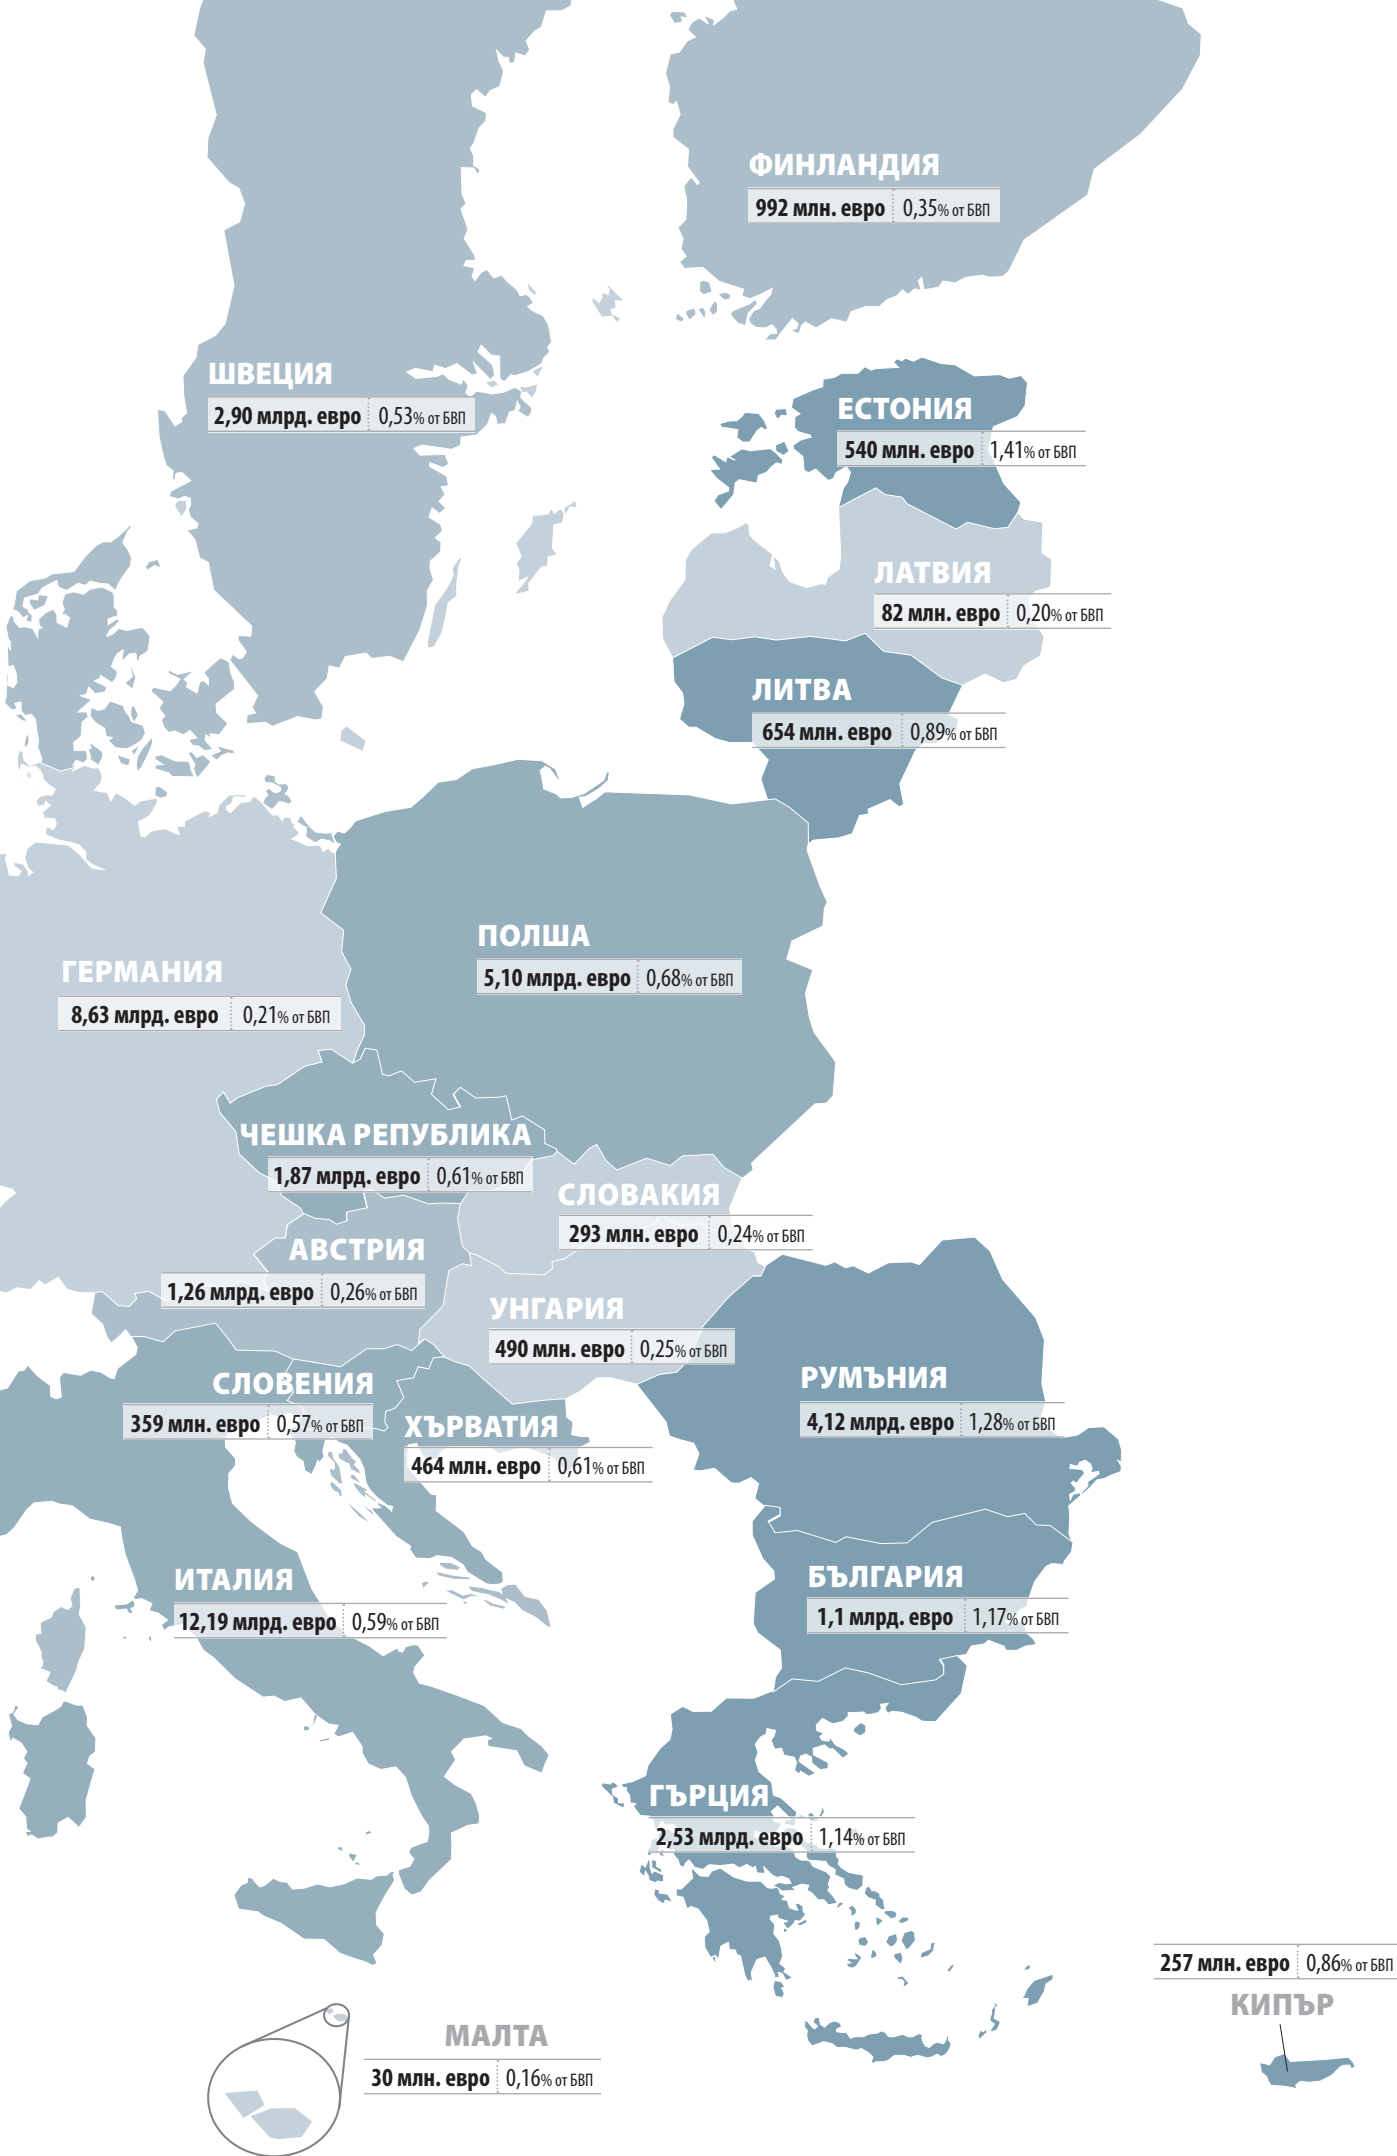 ФИНЛАНДИЯ
992 млн. евро 0,35% от БВП
ШВЕЦИЯ
2,90 млрд. евро 0,53% от БВП
ЕСТОНИЯ
540 млн. евро 1,41% от БВП
ЛАТВИЯ
82 млн. евро 0,20% от БВП
ЛИТВА
654 млн. евро 0,89% от БВП
ПОЛША
5,10 млрд. евро 0,68% от БВП
ГЕРМАНИЯ
8,63 млрд. евро 0,21% от БВП
ЧЕШКА РЕПУБЛИКА
1,87 млрд. евро 0,61% от БВП
СЛОВАКИЯ
293 млн. евро 0,24% от БВП
АВСТРИЯ
1,26 млрд. евро 0,26% от БВП
УНГАРИЯ
490 млн. евро 0,25% от БВП
РУМЪНИЯ
4,12 млрд. евро 1,28% от БВП
СЛОВЕНИЯ
359 млн. евро 0,57% от БВП
ХЪРВАТИЯ
464 млн. евро 0,61% от БВП
БЪЛГАРИЯ
1,1 млрд. евро 1,17% от БВП
ИТАЛИЯ
12,19 млрд. евро 0,59% от БВП
ГЪРЦИЯ
2,53 млрд. евро 1,14% от БВП
257 млн. евро 0,86% от БВП
КИПЪР
МАЛТА
30 млн. евро 0,16% от БВП